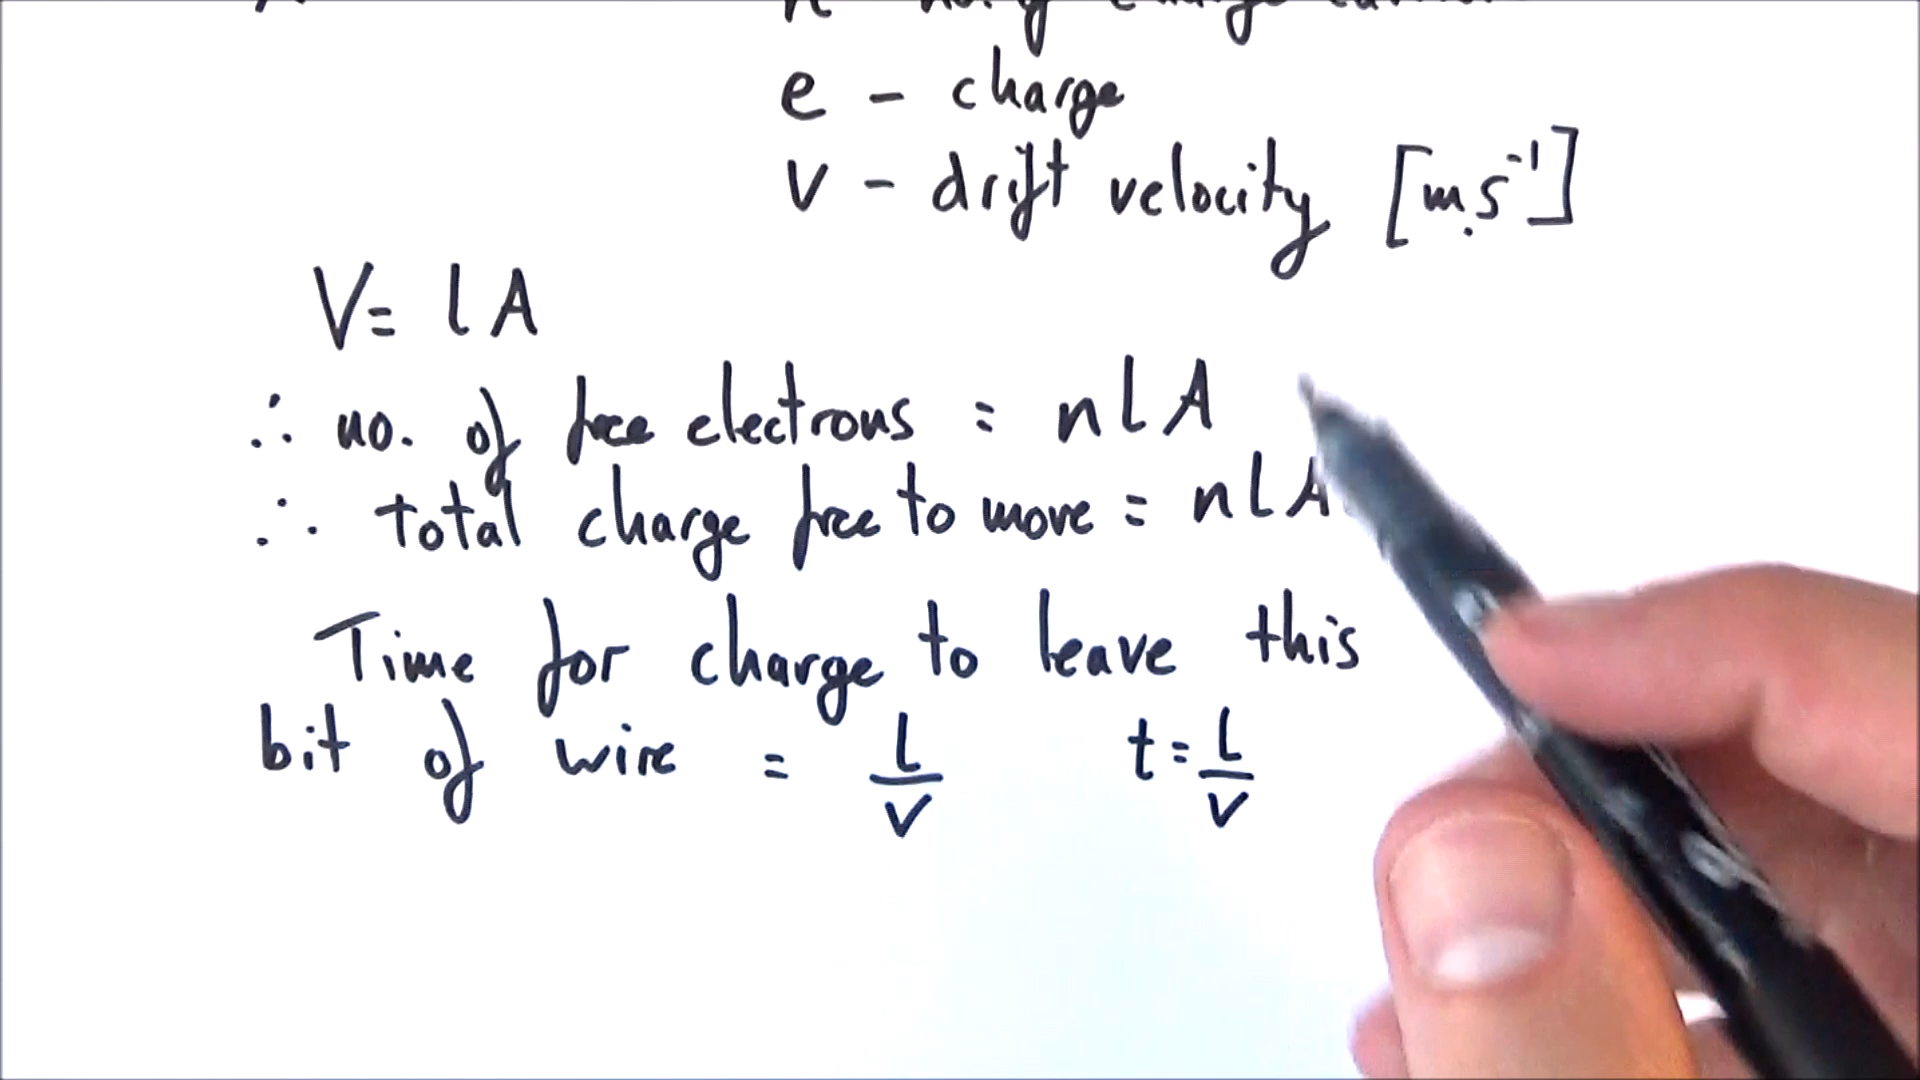 e - charge
v - drift velocity [m.s⁻¹]
V = l A
∴ no. of free electrons = n l A
∴ total charge free to move = n l A
Time for charge to leave this
bit of wire = l/v t = l/v